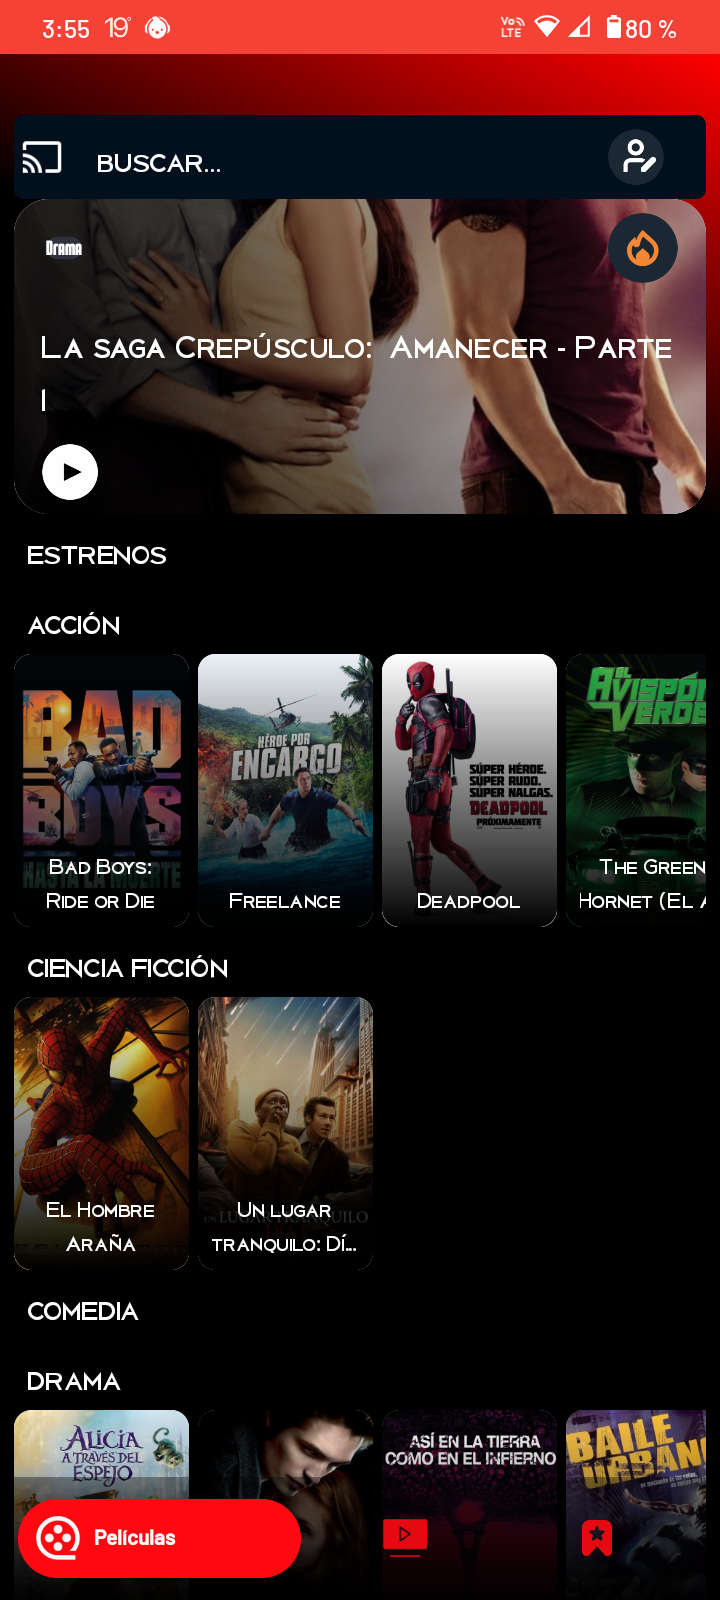 3:55 19° Vo LTE 80 %
BUSCAR...
Drama
La saga Crepúsculo: Amanecer - Parte
1
ESTRENOS
ACCIÓN
BAD
BOYS
HASTA LA MUERTE
Bad Boys:
Ride or Die
HÉROE POR
ENCARGO
Freelance
SÚPER HÉROE.
SÚPER RUDO.
SÚPER NALGAS.
DEADPOOL
PRÓXIMAMENTE
Deadpool
EL
AVISPÓN
VERDE
The Green
Hornet (El A
CIENCIA FICCIÓN
El Hombre
Araña
UN LUGAR TRANQUILO
Un lugar
tranquilo: Dí...
COMEDIA
DRAMA
ALICIA
A TRAVÉS DEL
ESPEJO
ASÍ EN LA TIERRA
COMO EN EL INFIERNO
BAILE
URBAN
Películas